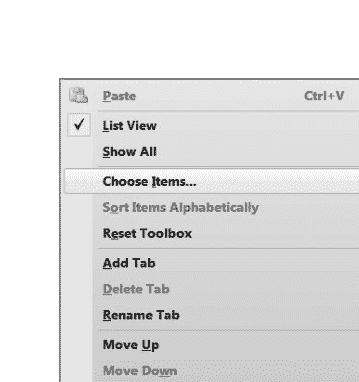 Paste Ctrl+V
List View
Show All
Choose Items...
Sort Items Alphabetically
Reset Toolbox
Add Tab
Delete Tab
Rename Tab
Move Up
Move Down